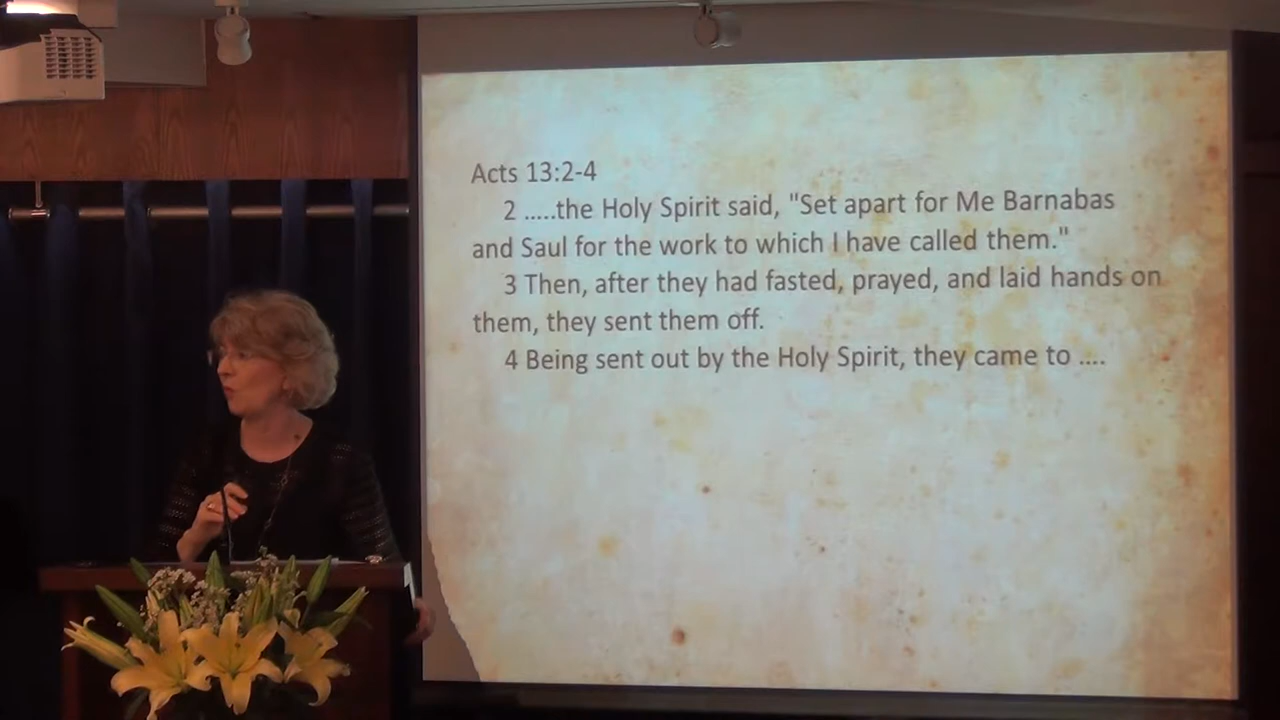 Acts 13:2-4
2 .....the Holy Spirit said, "Set apart for Me Barnabas
and Saul for the work to which I have called them."
3 Then, after they had fasted, prayed, and laid hands on
them, they sent them off.
4 Being sent out by the Holy Spirit, they came to ....